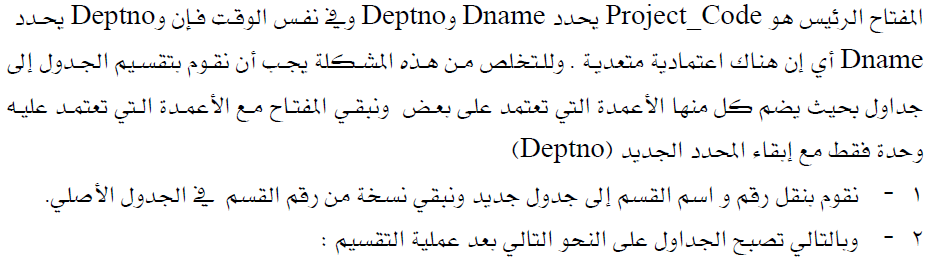 المفتاح الرئيس هو Project_Code يحدد Dname وDeptno وفي نفس الوقت فإن وDeptno يحدد
Dname أي إن هناك اعتمادية متعدية . وللتخلص من هذه المشكلة يجب أن نقوم بتقسيم الجدول إلى
جداول بحيث يضم كل منها الأعمدة التي تعتمد على بعض ونبقي المفتاح مع الأعمدة التي تعتمد عليه
وحدة فقط مع إبقاء المحدد الجديد (Deptno)
١ - نقوم بنقل رقم و اسم القسم إلى جدول جديد ونبقي نسخة من رقم القسم في الجدول الأصلي.
٢ - وبالتالي تصبح الجداول على النحو التالي بعد عملية التقسيم :